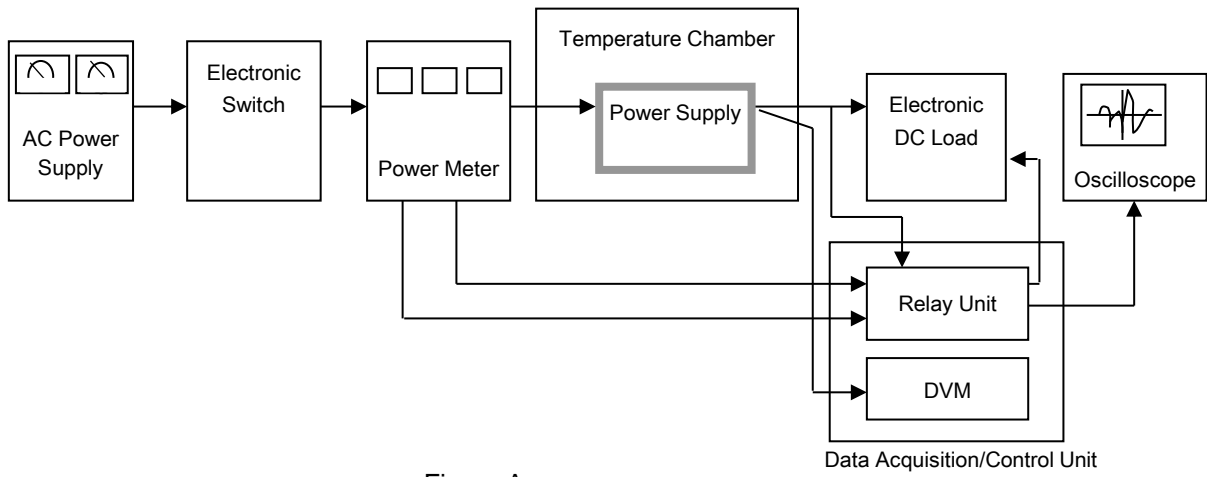 Temperature Chamber
Electronic
Switch
Power Supply
Electronic
DC Load
AC Power
Supply
Power Meter
Oscilloscope
Relay Unit
DVM
Data Acquisition/Control Unit